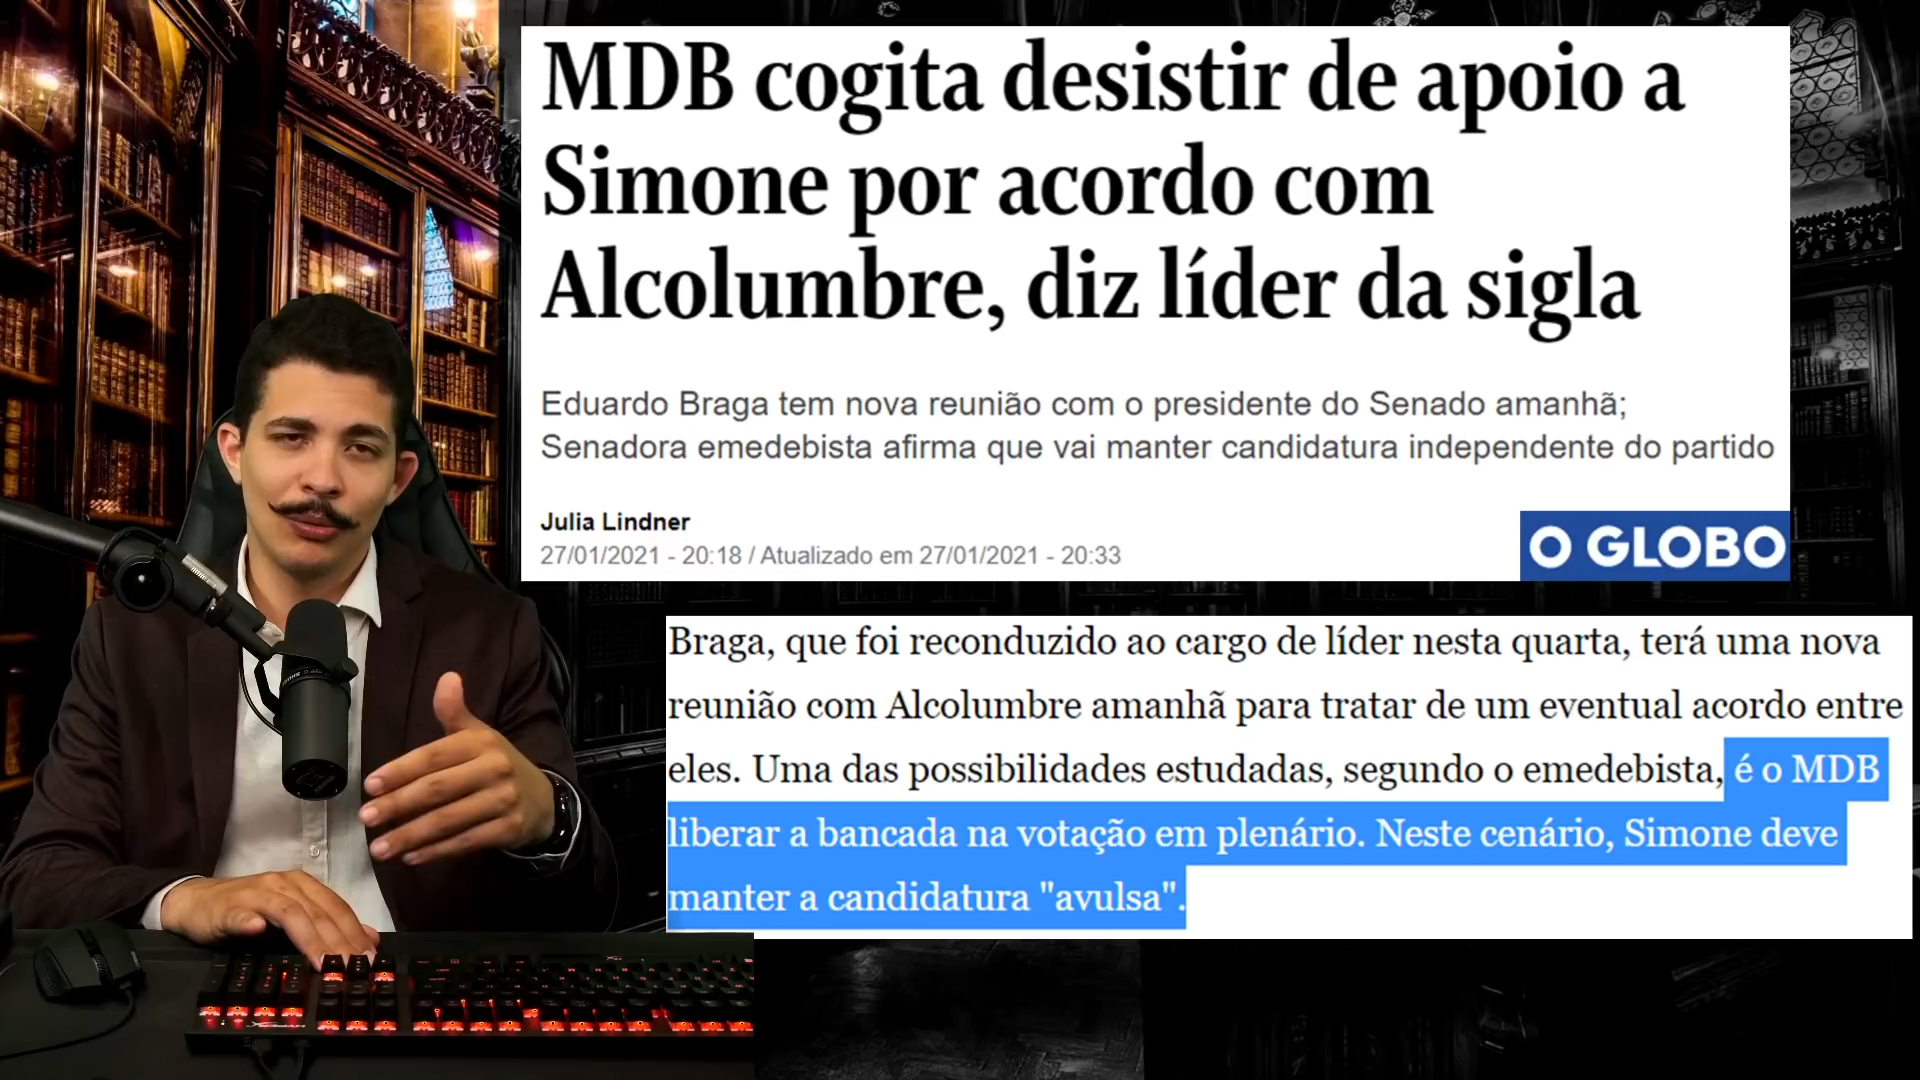 MDB cogita desistir de apoio a
Simone por acordo com
Alcolumbre, diz líder da sigla
Eduardo Braga tem nova reunião com o presidente do Senado amanhã;
Senadora emedebista afirma que vai manter candidatura independente do partido
Julia Lindner
27/01/2021 - 20:18 / Atualizado em 27/01/2021 - 20:33
O GLOBO
Braga, que foi reconduzido ao cargo de líder nesta quarta, terá uma nova
reunião com Alcolumbre amanhã para tratar de um eventual acordo entre
eles. Uma das possibilidades estudadas, segundo o emedebista, é o MDB
liberar a bancada na votação em plenário. Neste cenário, Simone deve
manter a candidatura "avulsa".